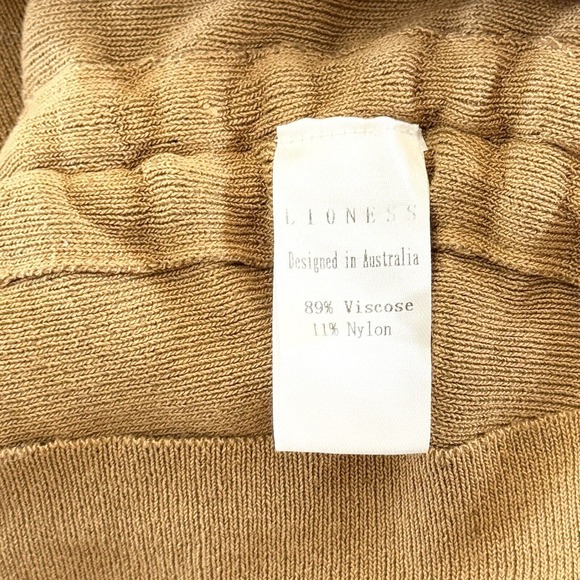 LIONESS
Designed in Australia
89% Viscose
11% Nylon